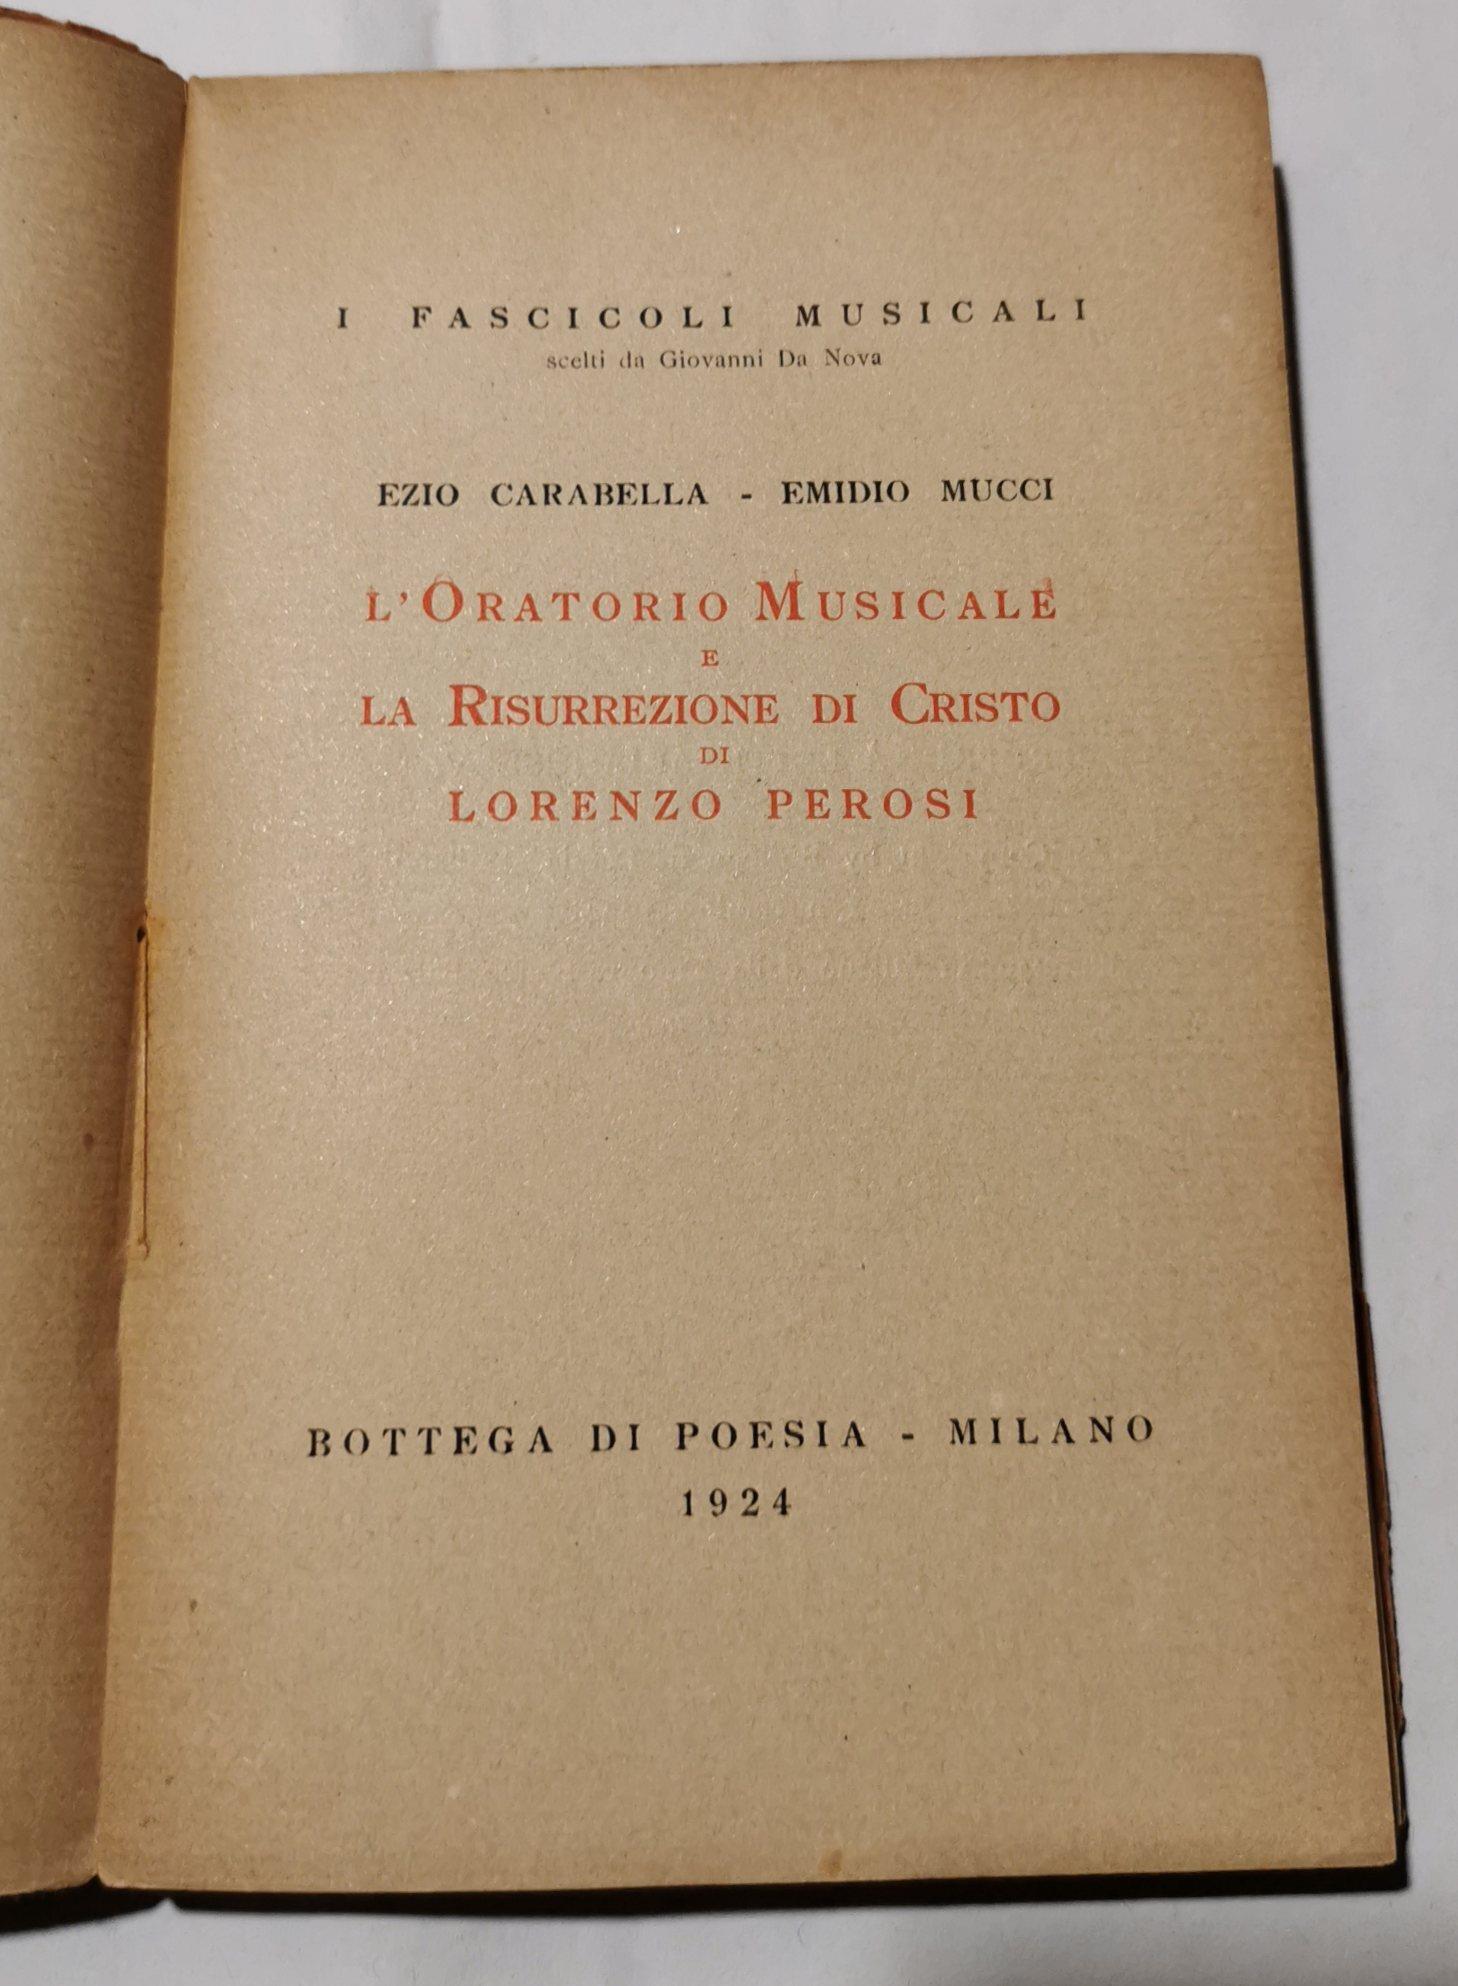 I FASCICOLI MUSICALI
scelti da Giovanni Da Nova
EZIO CARABELLA - EMIDIO MUCCI
L'ORATORIO MUSICALE
E
LA RISURREZIONE DI CRISTO
DI
LORENZO PEROSI
BOTTEGA DI POESIA - MILANO
1924